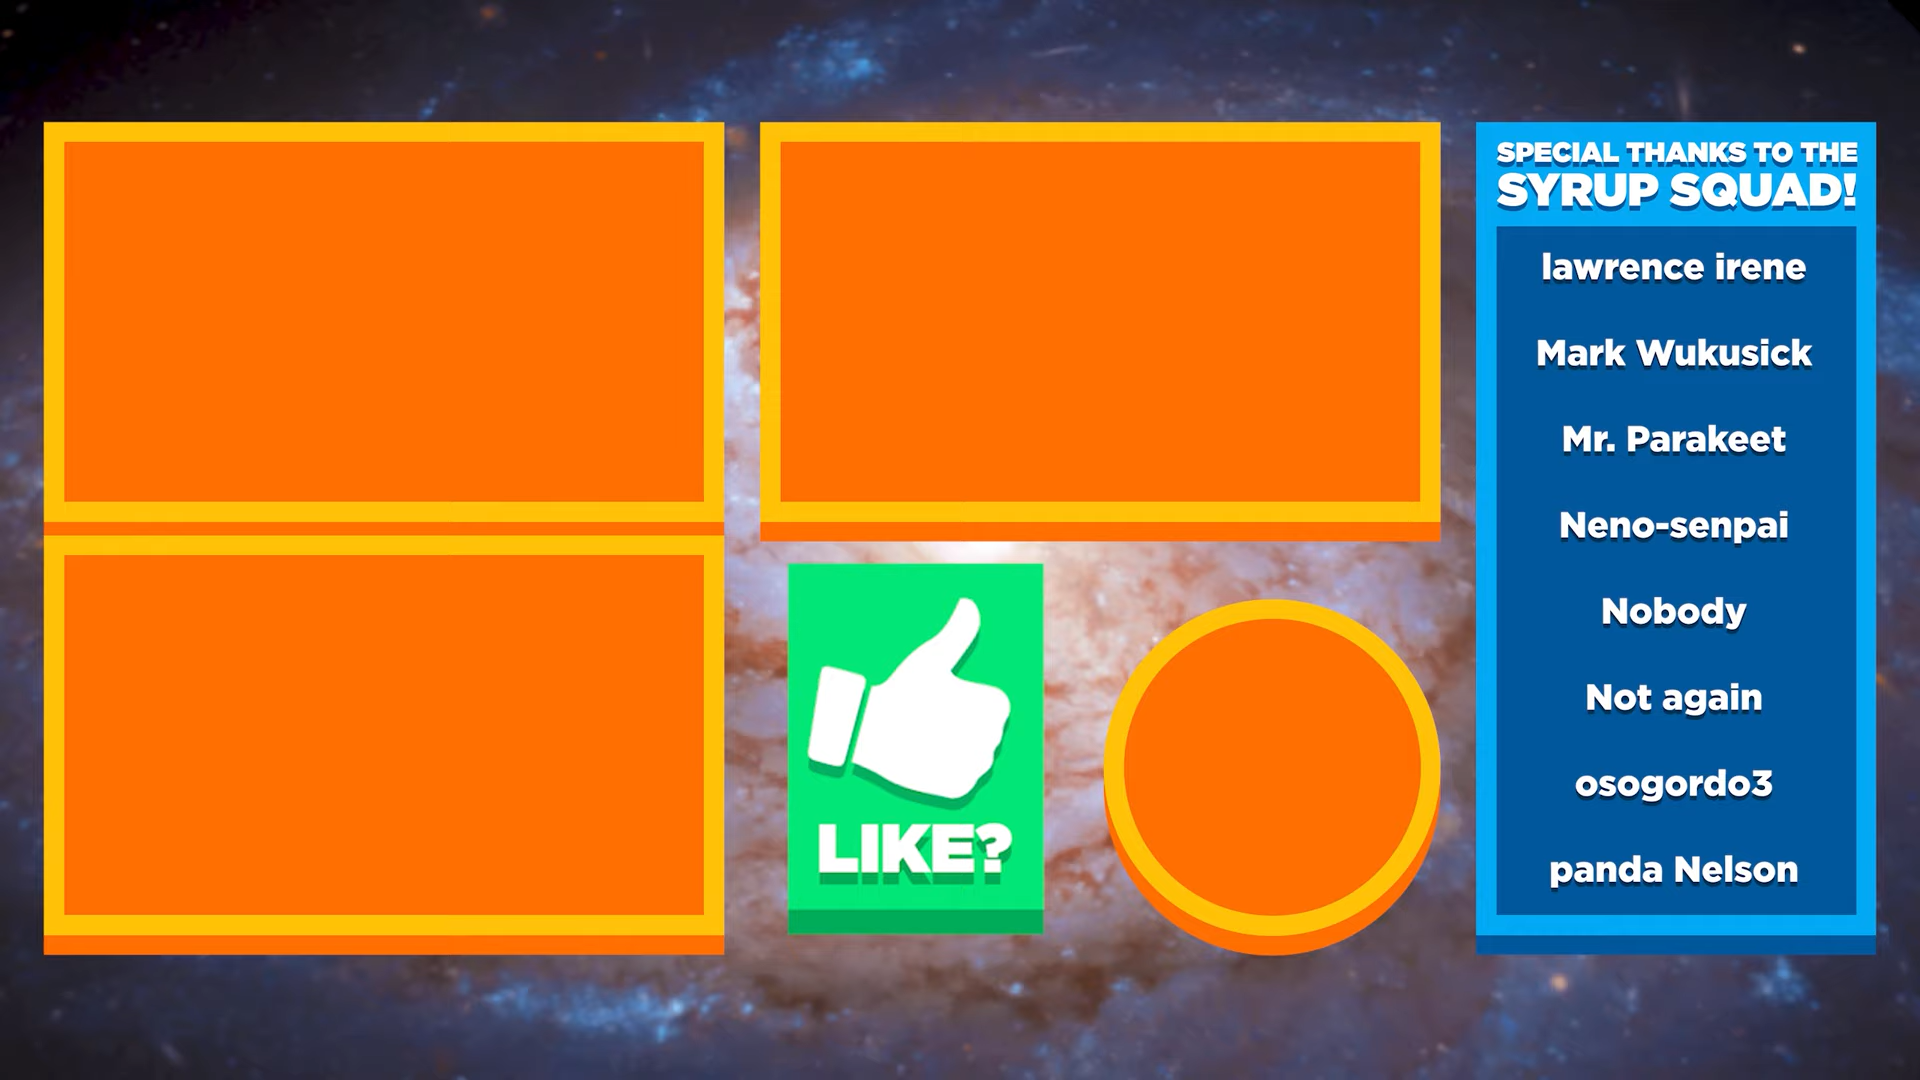 SPECIAL THANKS TO THE
SYRUP SQUAD!
lawrence irene
Mark Wukusick
Mr. Parakeet
Neno-senpai
Nobody
Not again
osogordo3
panda Nelson
LIKE?